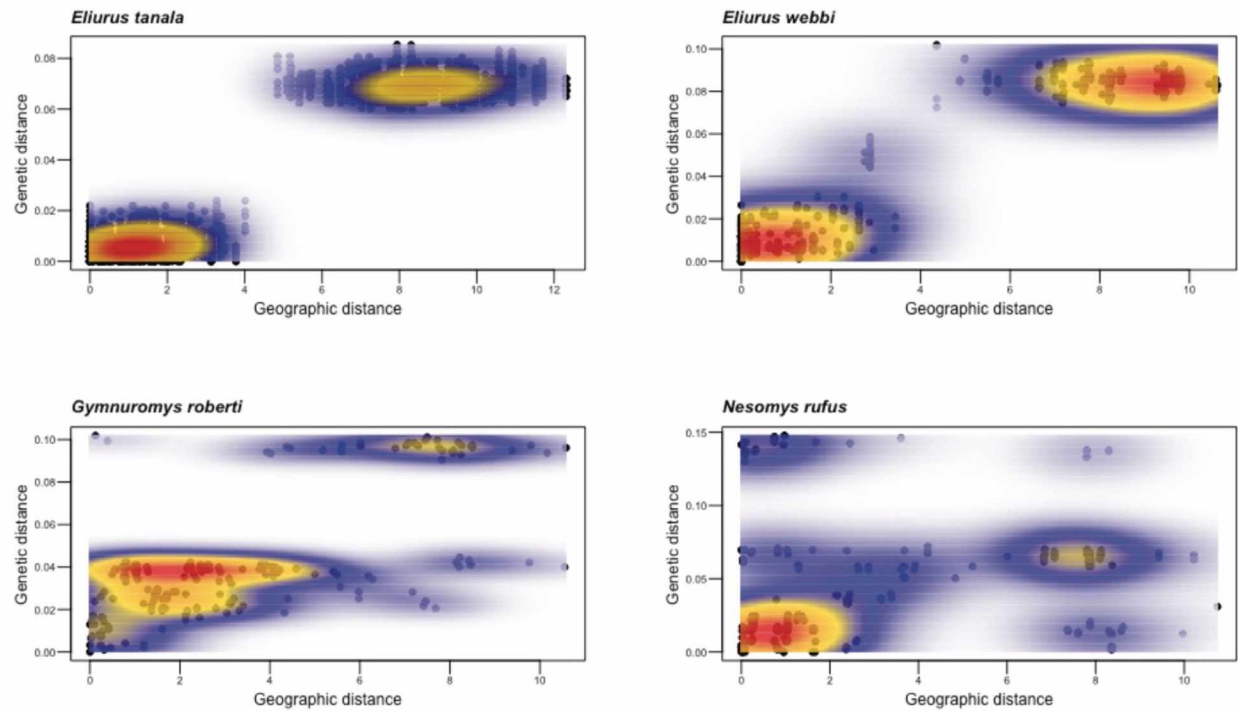 Eliurus tanala
Genetic distance
0.08
0.06
0.04
0.02
0.00
0 2 4 6 8 10 12
Geographic distance
Eliurus webbi
Genetic distance
0.10
0.08
0.06
0.04
0.02
0.00
0 2 4 6 8 10
Geographic distance
Gymnuromys roberti
Genetic distance
0.10
0.08
0.06
0.04
0.02
0.00
0 2 4 6 8 10
Geographic distance
Nesomys rufus
Genetic distance
0.15
0.10
0.05
0.00
0 2 4 6 8 10
Geographic distance